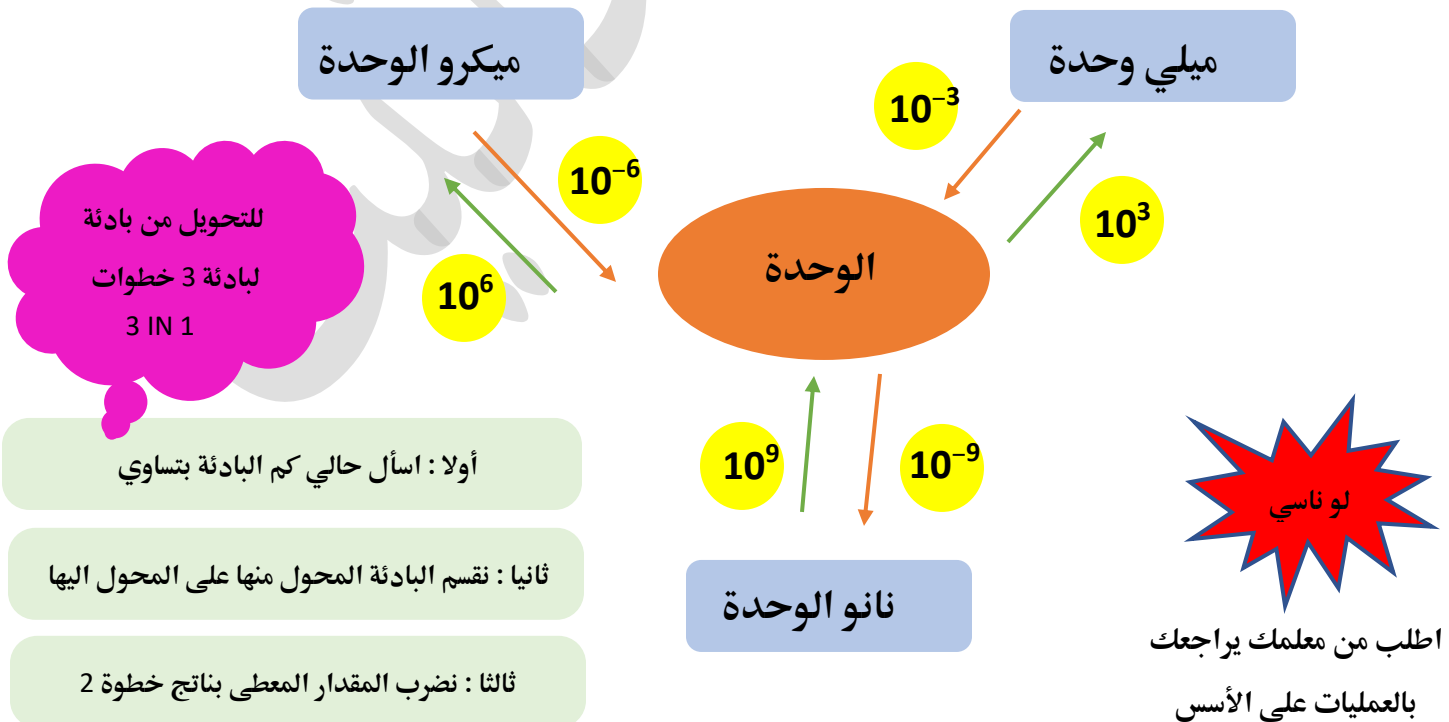 ميلي وحدة
ميكرو الوحدة
10⁻³
10³
10⁻⁶
10⁶
الوحدة
للتحويل من بادئة
لبادئة 3 خطوات
3 IN 1
10⁻⁹
10⁹
نانو الوحدة
أولا : اسأل حالي كم البادئة بتساوي
ثانيا : نقسم البادئة المحول منها على المحول اليها
ثالثا : نضرب المقدار المعطى بناتج خطوة 2
لو ناسي
اطلب من معلمك يراجعك
بالعمليات على الأسس